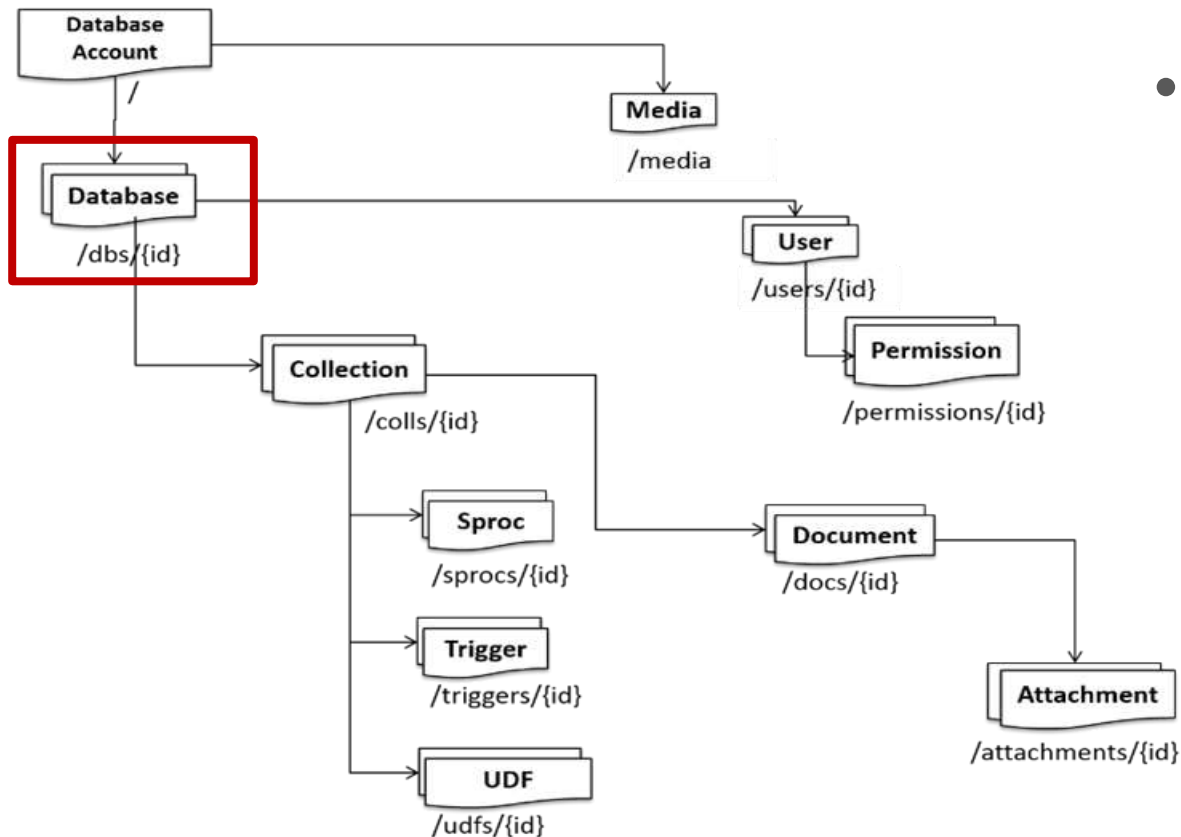 Database
Account
/
Media
/media
Database
/dbs/{id}
User
/users/{id}
Permission
/permissions/{id}
Collection
/colls/{id}
Sproc
/sprocs/{id}
Document
/docs/{id}
Trigger
/triggers/{id}
Attachment
/attachments/{id}
UDF
/udfs/{id}